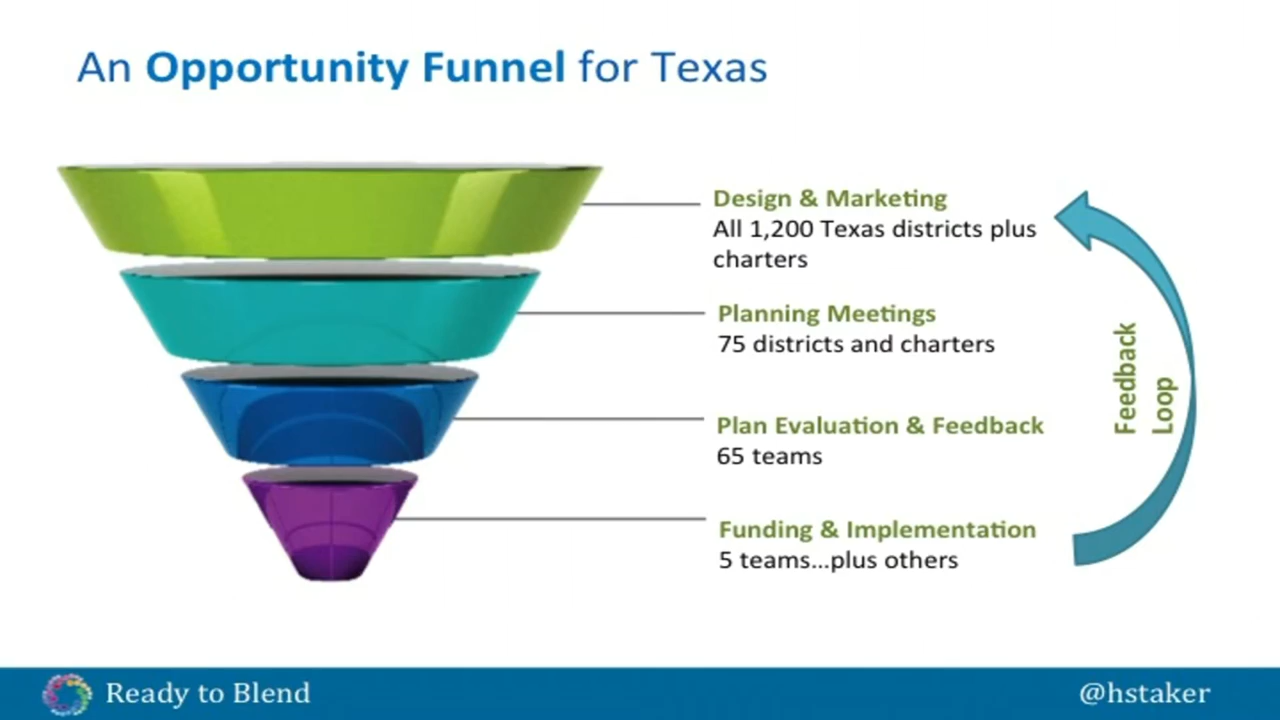 An Opportunity Funnel for Texas
Design & Marketing
All 1,200 Texas districts plus
charters
Planning Meetings
75 districts and charters
Plan Evaluation & Feedback
65 teams
Funding & Implementation
5 teams...plus others
Feedback
Loop
Ready to Blend
@hstaker